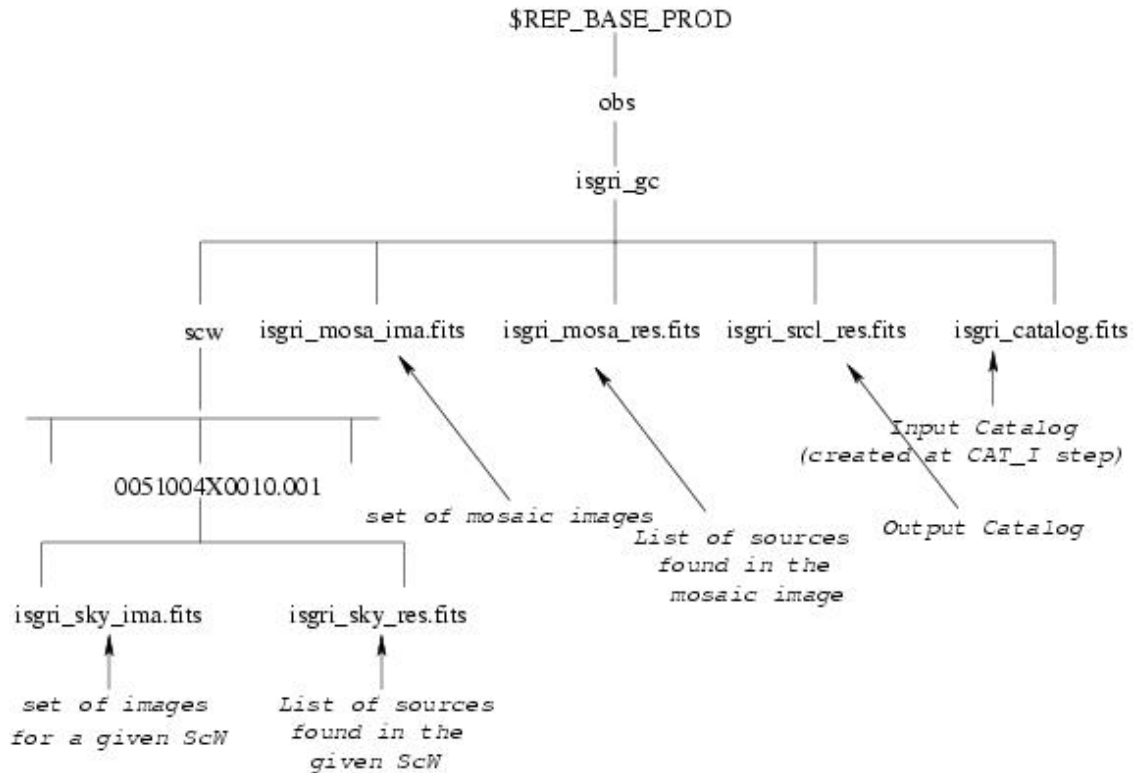 $REP_BASE_PROD
obs
isgri_gc
scw
isgri_mosa_ima.fits
isgri_mosa_res.fits
isgri_srcl_res.fits
isgri_catalog.fits
Input Catalog
(created at CAT_I step)
0051004X0010.001
set of mosaic images
List of sources
found in the
mosaic image
Output Catalog
isgri_sky_ima.fits
isgri_sky_res.fits
set of images
for a given ScW
List of sources
found in the
given ScW